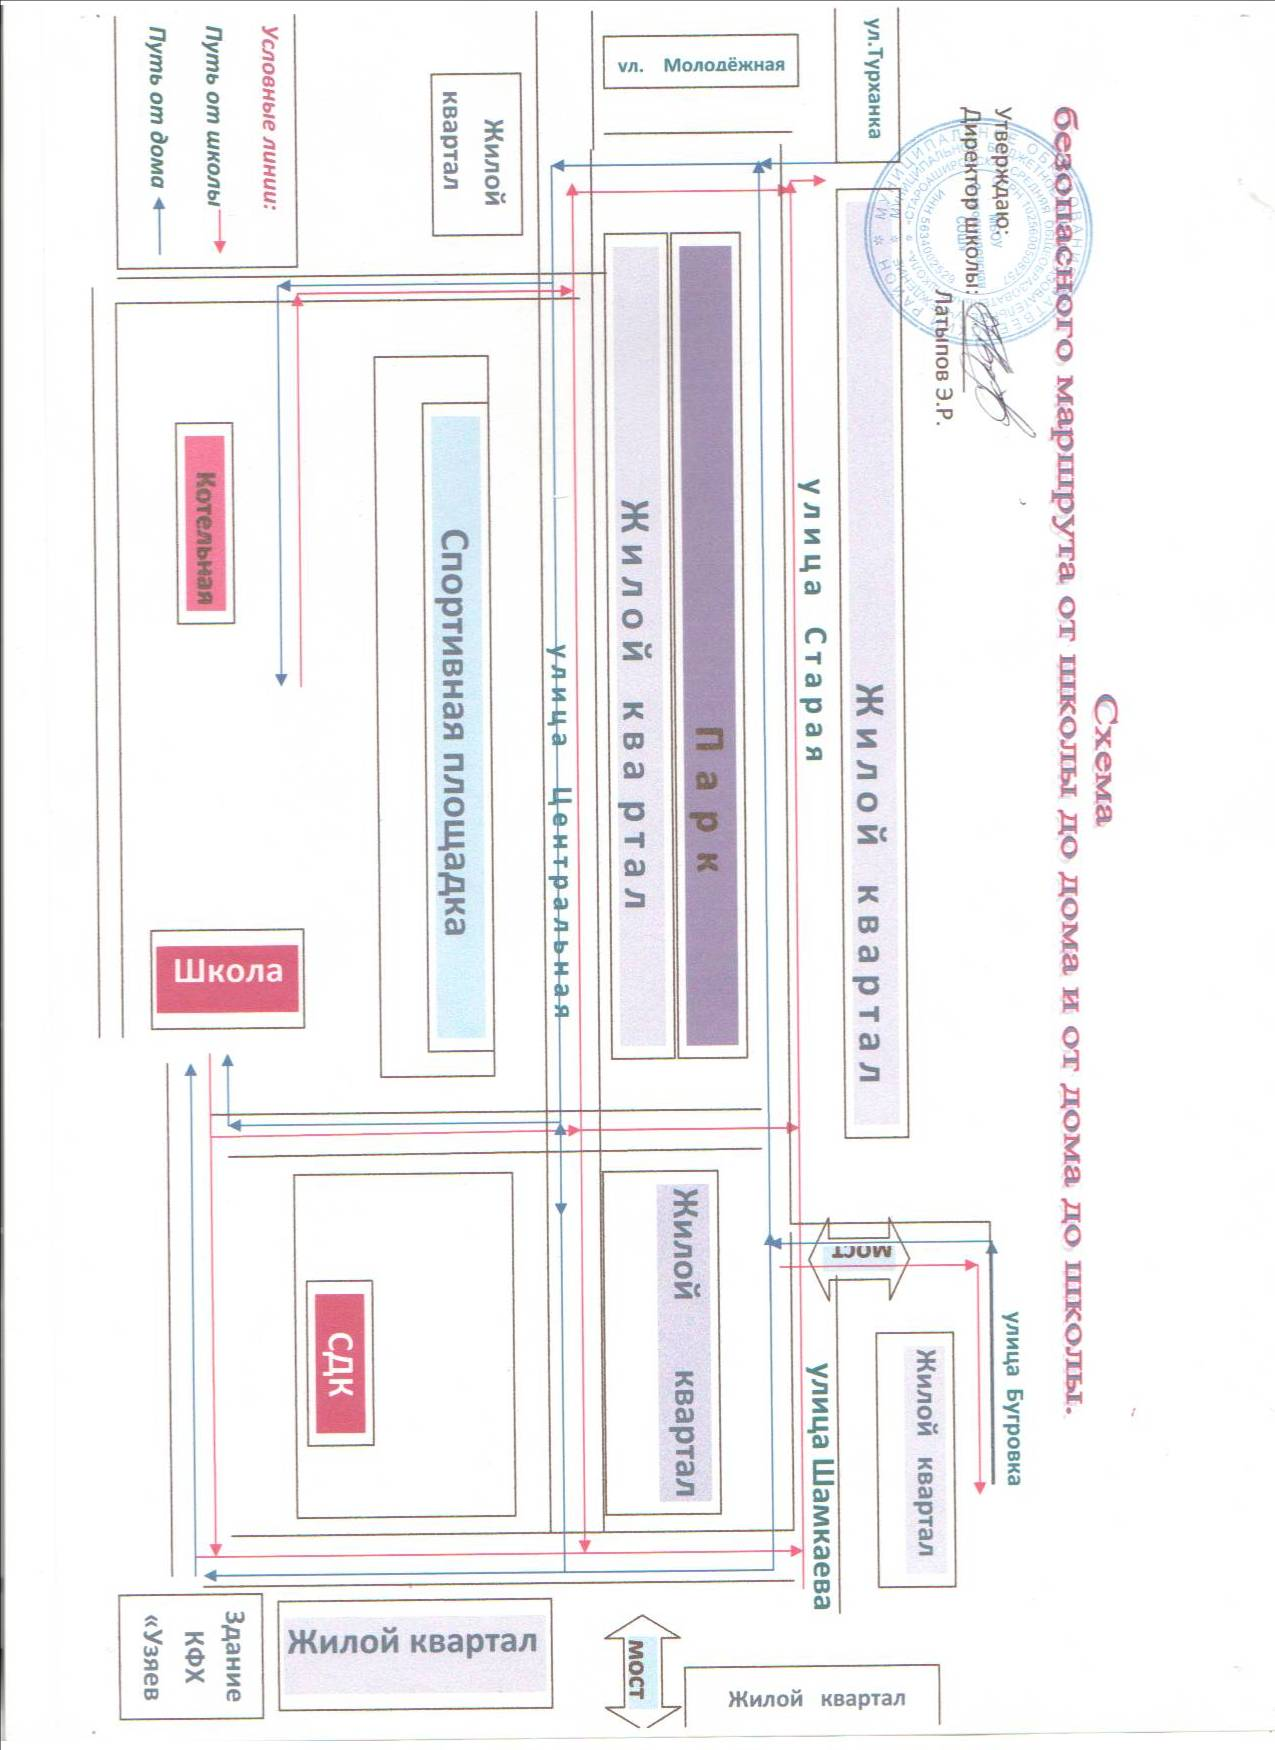 Схема
безопасного маршрута от школы до дома и от дома до школы.
Утверждаю:
Директор школы:
Латыпов Э.Р.
МБОУ
СОШ
ул.Турханка
ул. Молодёжная
улица Старая
Жилой квартал
Парк
Жилой квартал
улица Центральная
Спортивная площадка
Жилой
квартал
Условные линии:
Путь от школы
Путь от дома
Котельная
Школа
мост
улица Бугровка
Жилой квартал
улица Шамкаева
Жилой квартал
СДК
Здание
КФХ
«Узяев
Жилой квартал
мост
Жилой квартал